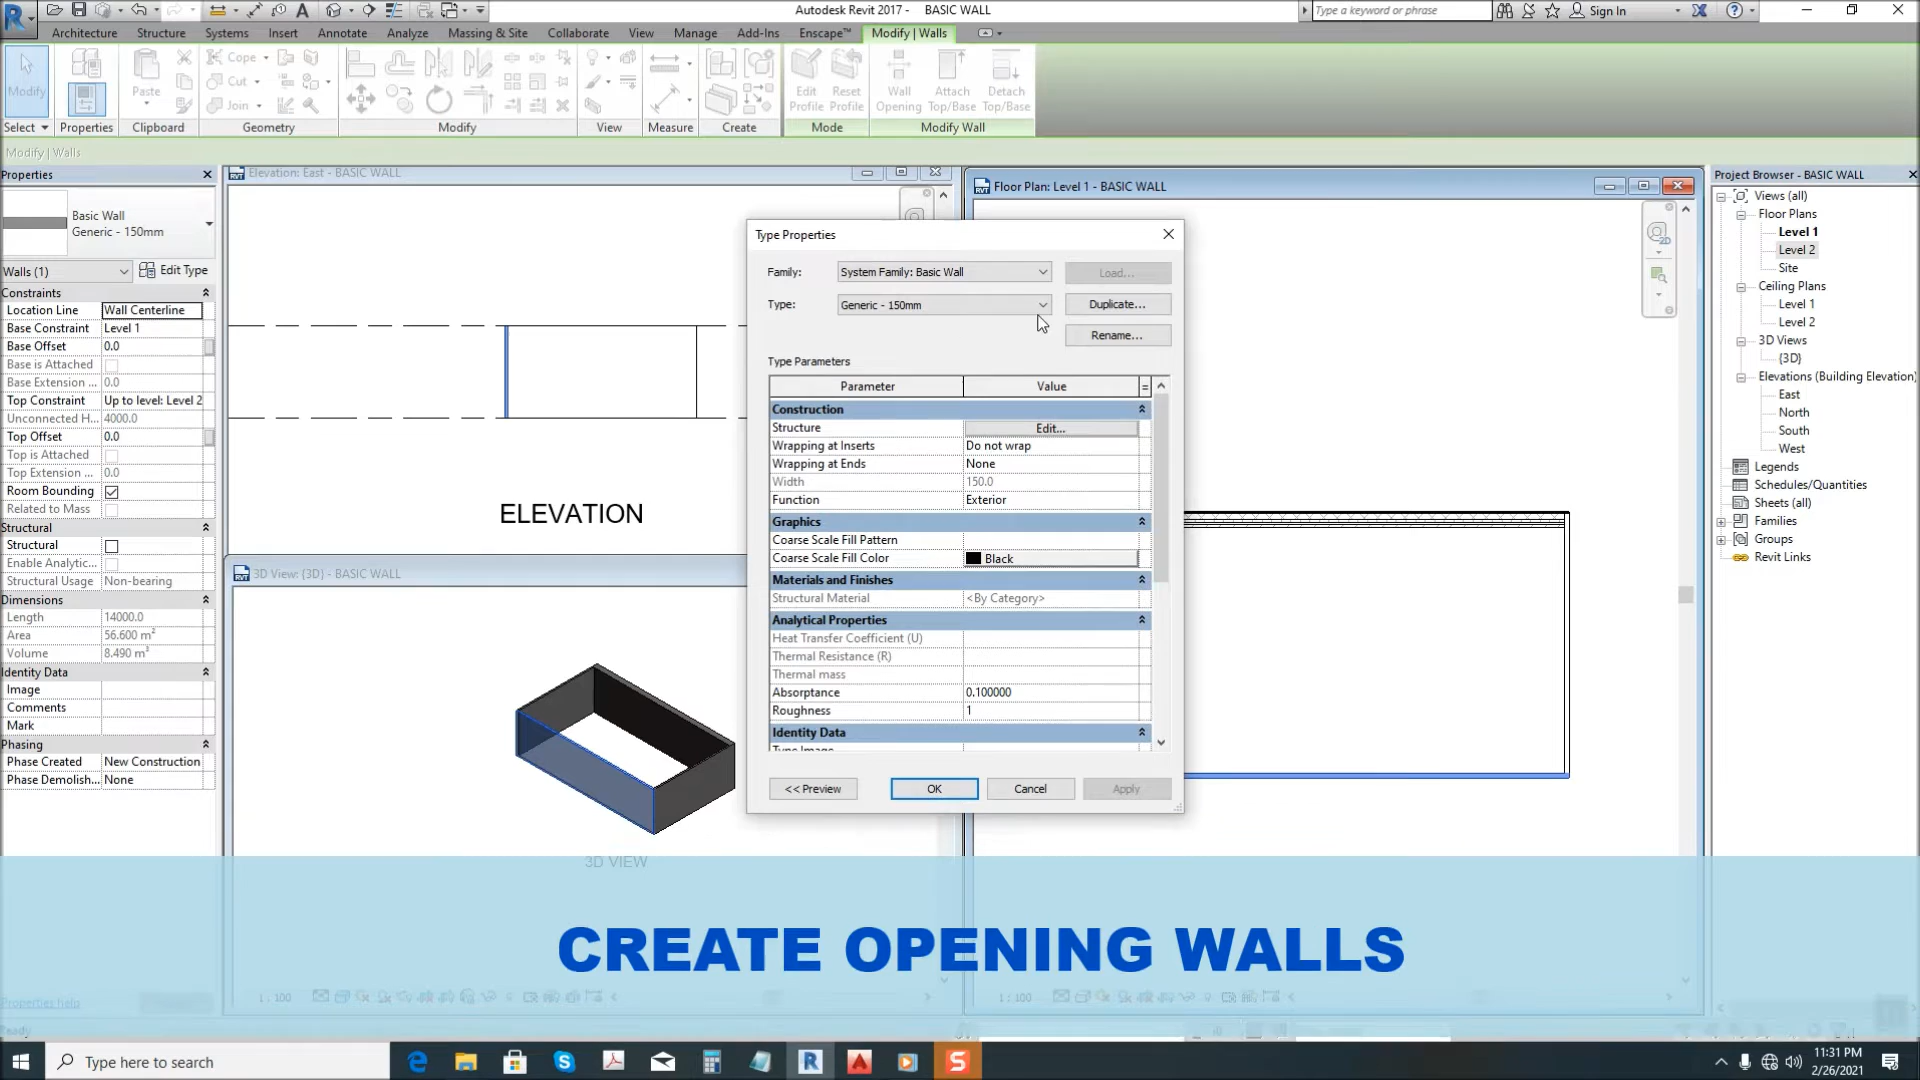 Autodesk Revit 2017 - BASIC WALL
Type a keyword or phrase
Sign In
Architecture Structure Systems Insert Annotate Analyze Massing & Site Collaborate View Manage Add-Ins Enscape™ Modify | Walls
Modify
Paste
Cope
Cut
Join
Edit Profile
Reset Profile
Wall Opening
Attach Top/Base
Detach Top/Base
Select Properties Clipboard Geometry Modify View Measure Create Mode Modify Wall
Modify | Walls
Properties
Basic Wall
Generic - 150mm
Walls (1) Edit Type
Constraints
Location Line Wall Centerline
Base Constraint Level 1
Base Offset 0.0
Base is Attached
Base Extension ... 0.0
Top Constraint Up to level: Level 2
Unconnected H... 4000.0
Top Offset 0.0
Top is Attached
Top Extension ... 0.0
Room Bounding
Related to Mass
Structural
Structural
Enable Analytic...
Structural Usage Non-bearing
Dimensions
Length 14000.0
Area 56.600 m²
Volume 8.490 m³
Identity Data
Image
Comments
Mark
Phasing
Phase Created New Construction
Phase Demolish... None
Properties help
Ready
Elevation: East - BASIC WALL
ELEVATION
3D View: {3D} - BASIC WALL
3D VIEW
1 : 100
Floor Plan: Level 1 - BASIC WALL
2D
1 : 100
Type Properties
Family: System Family: Basic Wall Load...
Type: Generic - 150mm Duplicate...
Rename...
Type Parameters
Parameter Value =
Construction
Structure Edit...
Wrapping at Inserts Do not wrap
Wrapping at Ends None
Width 150.0
Function Exterior
Graphics
Coarse Scale Fill Pattern
Coarse Scale Fill Color Black
Materials and Finishes
Structural Material <By Category>
Analytical Properties
Heat Transfer Coefficient (U)
Thermal Resistance (R)
Thermal mass
Absorptance 0.100000
Roughness 1
Identity Data
Type Image
<< Preview OK Cancel Apply
Project Browser - BASIC WALL
Views (all)
Floor Plans
Level 1
Level 2
Site
Ceiling Plans
Level 1
Level 2
3D Views
{3D}
Elevations (Building Elevation)
East
North
South
West
Legends
Schedules/Quantities
Sheets (all)
Families
Groups
Revit Links
CREATE OPENING WALLS
Type here to search
11:31 PM
2/26/2021